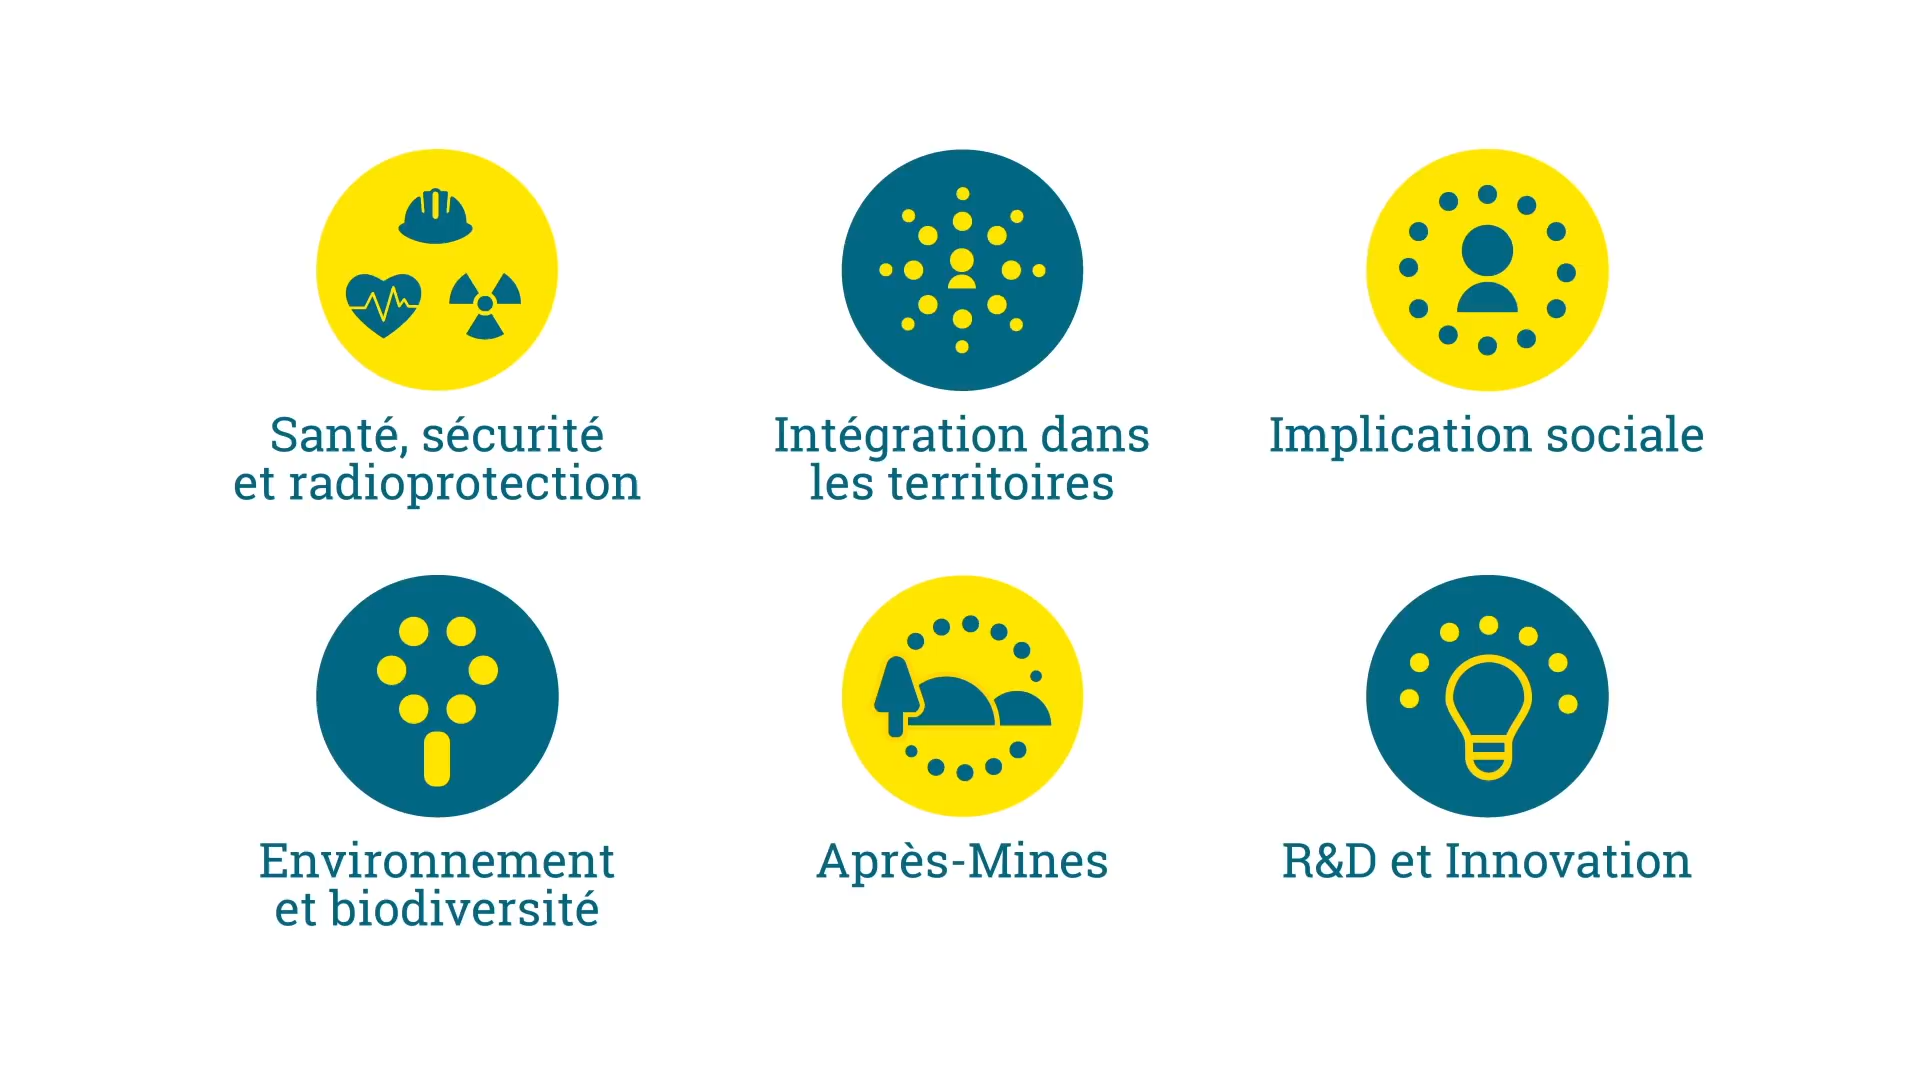 Santé, sécurité
et radioprotection
Intégration dans
les territoires
Implication sociale
Environnement
et biodiversité
Après-Mines
R&D et Innovation